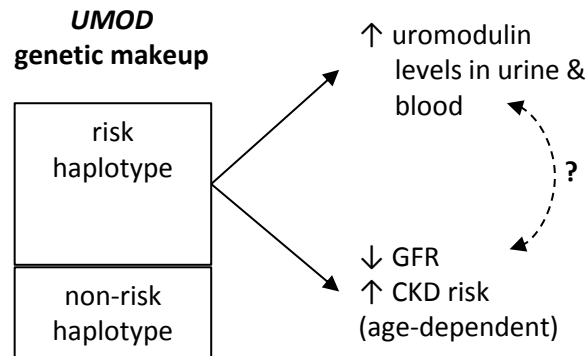 UMOD
genetic makeup
risk
haplotype
non-risk
haplotype
↑ uromodulin
levels in urine &
blood
?
↓ GFR
↑ CKD risk
(age-dependent)